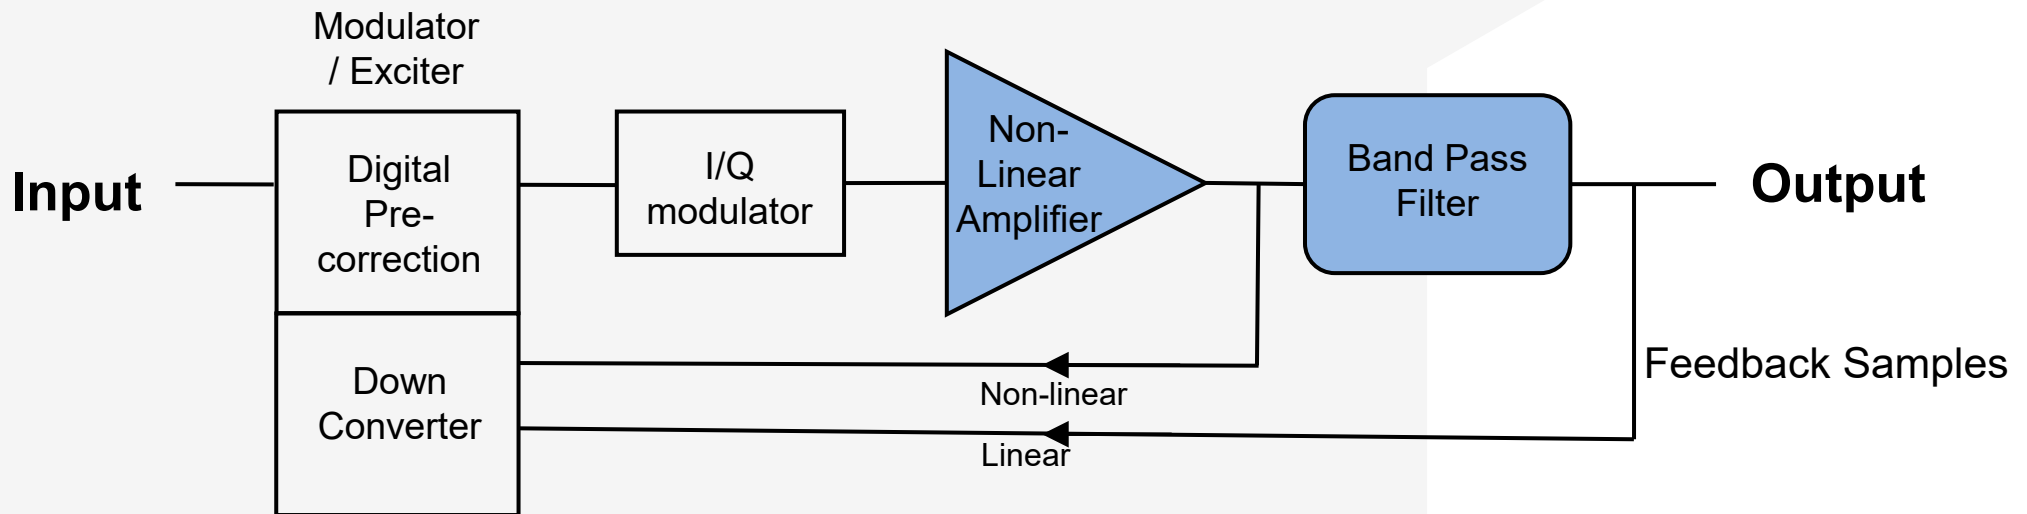 Modulator
/ Exciter
Input
Digital
Pre-
correction
I/Q
modulator
Non-
Linear
Amplifier
Band Pass
Filter
Output
Down
Converter
Non-linear
Linear
Feedback Samples